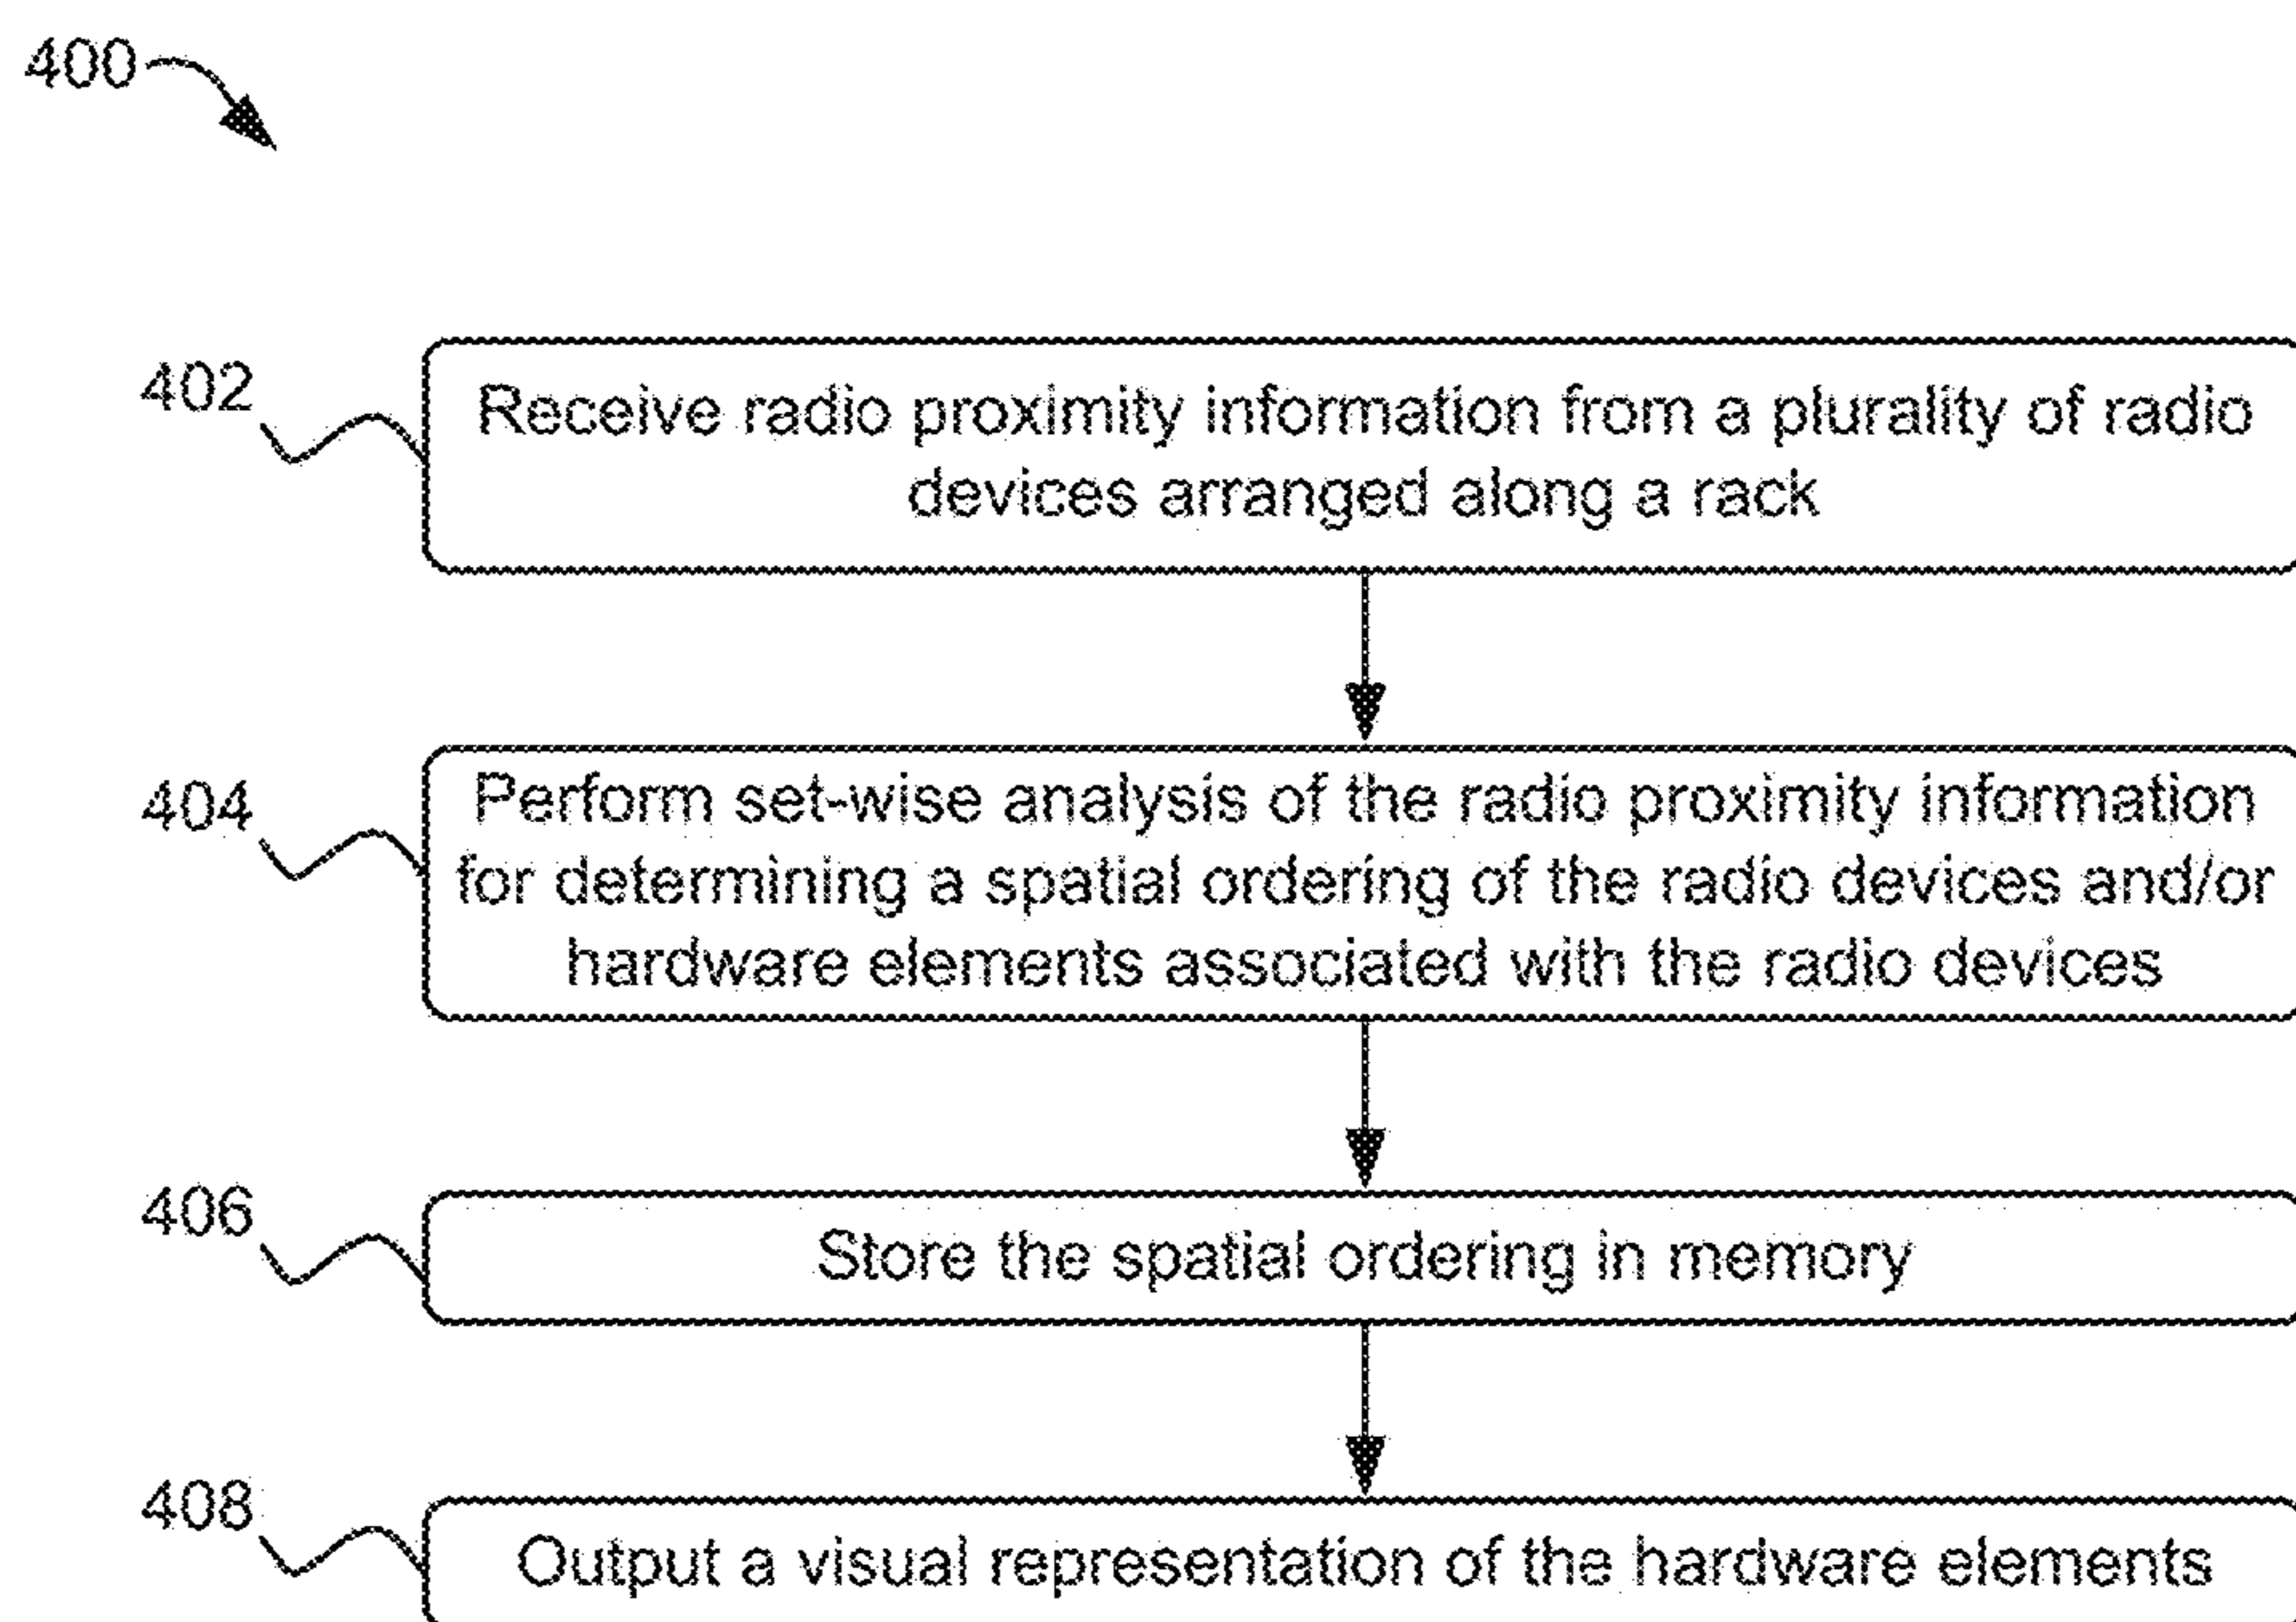 400
402
Receive radio proximity information from a plurality of radio
devices arranged along a rack
404
Perform set-wise analysis of the radio proximity information
for determining a spatial ordering of the radio devices and/or
hardware elements associated with the radio devices
406
Store the spatial ordering in memory
408
Output a visual representation of the hardware elements